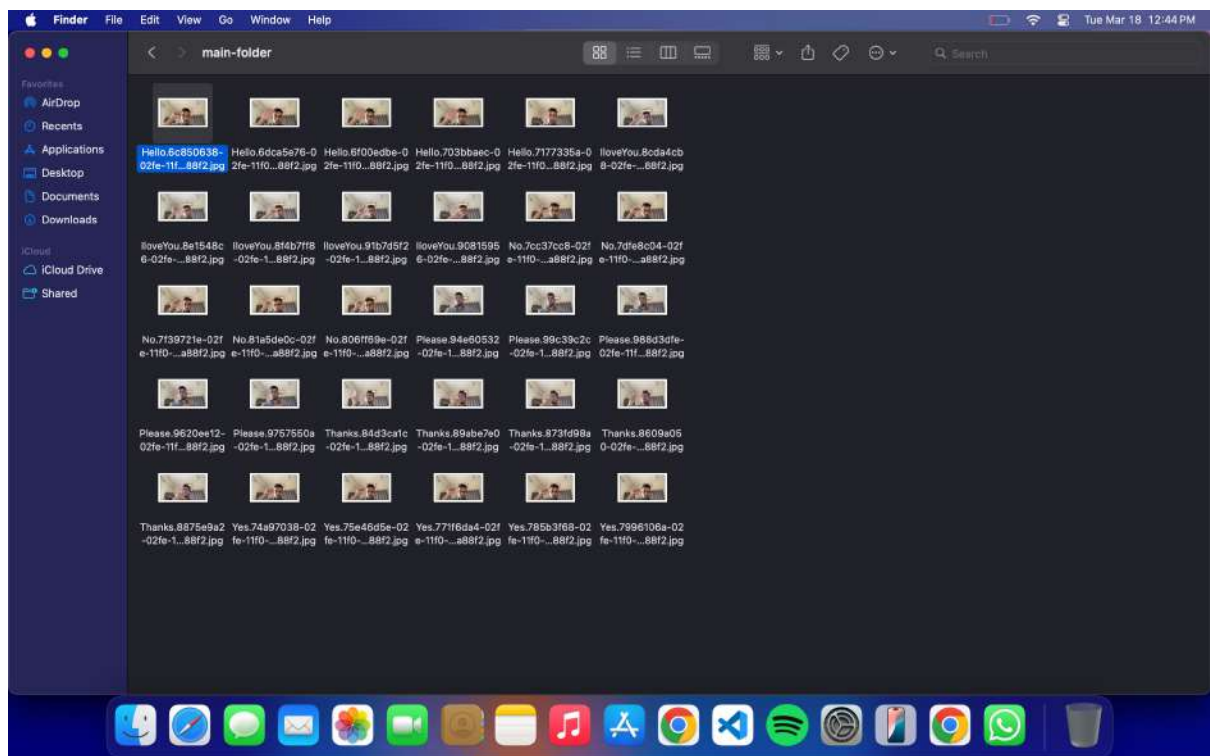 Finder File Edit View Go Window Help Tue Mar 18 12:44 PM
main-folder
Search
Favorites
AirDrop
Recents
Applications
Desktop
Documents
Downloads
iCloud
iCloud Drive
Shared
Hello.6c850638- Hello.6dca5e76-0 Hello.6f00edbe-0 Hello.703bbaec-0 Hello.7177335a-0 IloveYou.8cda4cb
02fe-11f...88f2.jpg 2fe-11f0...88f2.jpg 2fe-11f0...88f2.jpg 2fe-11f0...88f2.jpg 2fe-11f0...88f2.jpg 8-02fe-...88f2.jpg
IloveYou.8e1548c IloveYou.8f4b7ff8 IloveYou.91b7d5f2 IloveYou.9081595 No.7cc37cc8-02f No.7dfe8c04-02f
6-02fe-...88f2.jpg -02fe-1...88f2.jpg -02fe-1...88f2.jpg 6-02fe-...88f2.jpg e-11f0-...a88f2.jpg e-11f0-...a88f2.jpg
No.7f39721e-02f No.81a5de0c-02f No.806ff69e-02f Please.94e60532 Please.99c39c2c Please.988d3dfe-
e-11f0-...a88f2.jpg e-11f0-...a88f2.jpg e-11f0-...a88f2.jpg -02fe-1...88f2.jpg -02fe-1...88f2.jpg 02fe-11f...88f2.jpg
Please.9620ee12- Please.9757550a Thanks.84d3ca1c Thanks.89abe7e0 Thanks.873fd98a Thanks.8609a05
02fe-11f...88f2.jpg -02fe-1...88f2.jpg -02fe-1...88f2.jpg -02fe-1...88f2.jpg -02fe-1...88f2.jpg 0-02fe-...88f2.jpg
Thanks.8875e9a2 Yes.74a97038-02 Yes.75e46d5e-02 Yes.771f6da4-02f Yes.785b3f68-02 Yes.7996106a-02
-02fe-1...88f2.jpg fe-11f0-...88f2.jpg fe-11f0-...88f2.jpg e-11f0-...a88f2.jpg fe-11f0-...88f2.jpg fe-11f0-...88f2.jpg